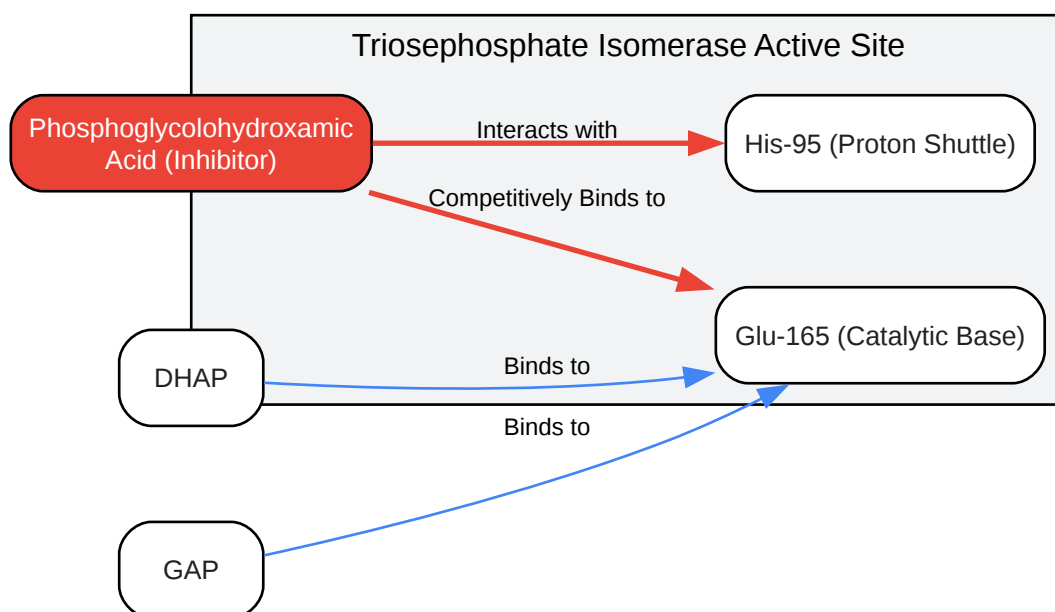 Triosephosphate Isomerase Active Site
Phosphoglycolohydroxamic
Acid (Inhibitor)
Interacts with
His-95 (Proton Shuttle)
Competitively Binds to
Glu-165 (Catalytic Base)
DHAP
Binds to
Binds to
GAP